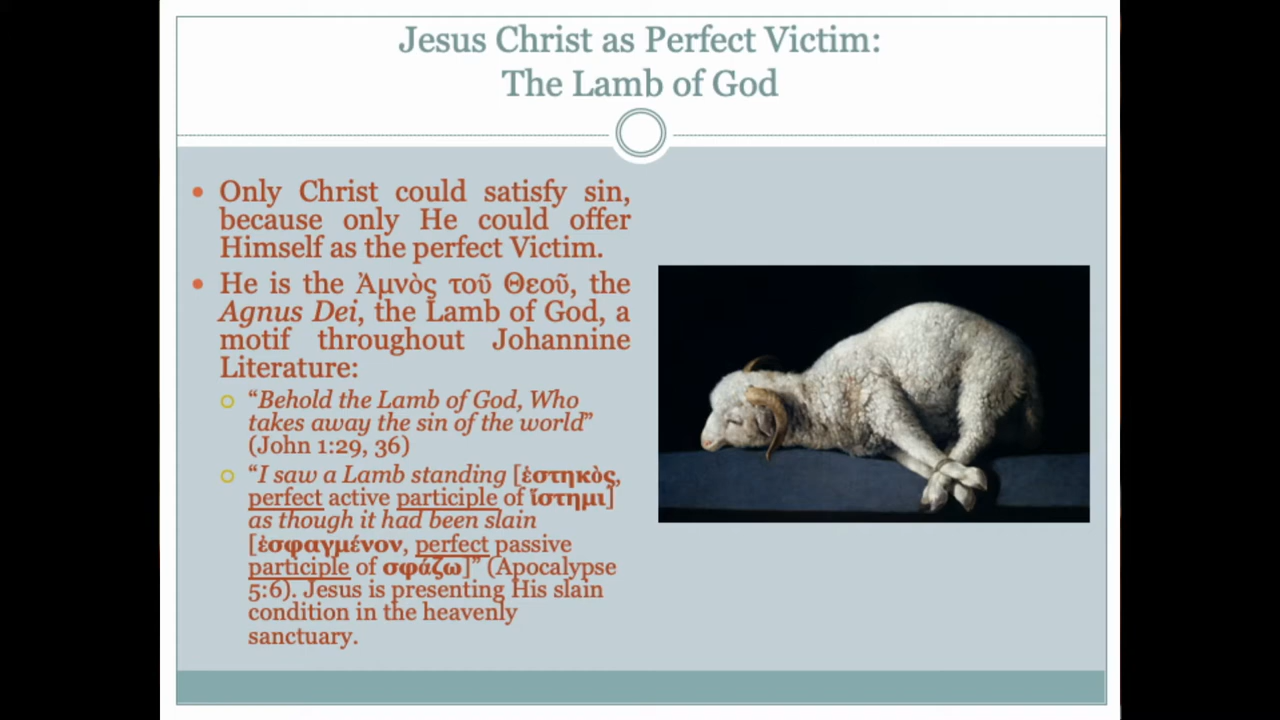 Jesus Christ as Perfect Victim:
The Lamb of God
• Only Christ could satisfy sin,
because only He could offer
Himself as the perfect Victim.
• He is the Ἀμνὸς τοῦ Θεοῦ, the
Agnus Dei, the Lamb of God, a
motif throughout Johannine
Literature:
○ “Behold the Lamb of God, Who
takes away the sin of the world”
(John 1:29, 36)
○ “I saw a Lamb standing [ἑστηκὸς,
perfect active participle of ἵστημι]
as though it had been slain
[ἐσφαγμένον, perfect passive
participle of σφάζω]” (Apocalypse
5:6). Jesus is presenting His slain
condition in the heavenly
sanctuary.